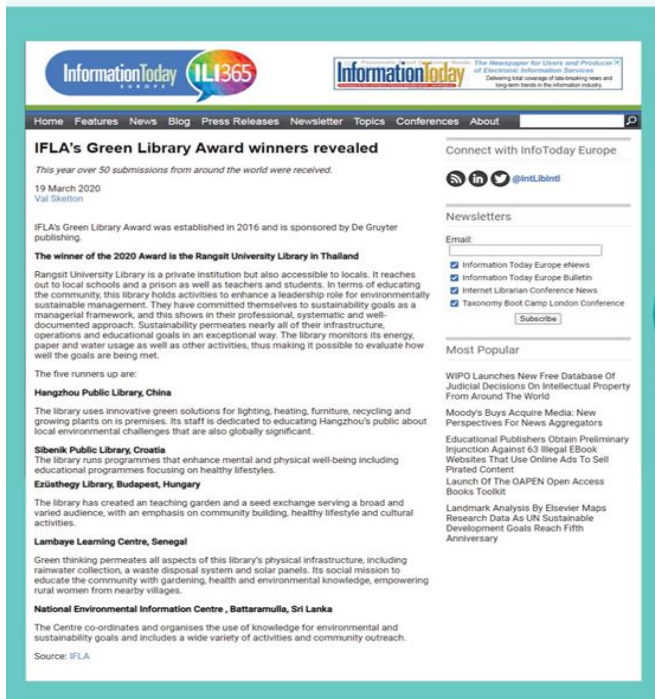 InformationToday
EUROPE
ILI365
InformationToday
The Newspaper for Users and Producer
of Electronic Information Services
Delivering total coverage of late-breaking news and
long-term trends in the information industry.
Home Features News Blog Press Releases Newsletter Topics Conferences About
IFLA's Green Library Award winners revealed
This year over 50 submissions from around the world were received.
19 March 2020
Val Skelton
IFLA's Green Library Award was established in 2016 and is sponsored by De Gruyter
publishing.
The winner of the 2020 Award is the Rangsit University Library in Thailand
Rangsit University Library is a private institution but also accessible to locals. It reaches
out to local schools and a prison as well as teachers and students. In terms of educating
the community, this library holds activities to enhance a leadership role for environmentally
sustainable management. They have committed themselves to sustainability goals as a
managerial framework, and this shows in their professional, systematic and well-
documented approach. Sustainability permeates nearly all of their infrastructure,
operations and educational goals in an exceptional way. The library monitors its energy,
paper and water usage as well as other activities, thus making it possible to evaluate how
well the goals are being met.
The five runners up are:
Hangzhou Public Library, China
The library uses innovative green solutions for lighting, heating, furniture, recycling and
growing plants on is premises. Its staff is dedicated to educating Hangzhou's public about
local environmental challenges that are also globally significant.
Sibenik Public Library, Croatia
The library runs programmes that enhance mental and physical well-being including
educational programmes focusing on healthy lifestyles.
Ezüsthegy Library, Budapest, Hungary
The library has created an teaching garden and a seed exchange serving a broad and
varied audience, with an emphasis on community building, healthy lifestyle and cultural
activities.
Lambaye Learning Centre, Senegal
Green thinking permeates all aspects of this library's physical infrastructure, including
rainwater collection, a waste disposal system and solar panels. Its social mission to
educate the community with gardening, health and environmental knowledge, empowering
rural women from nearby villages.
National Environmental Information Centre , Battaramulla, Sri Lanka
The Centre co-ordinates and organises the use of knowledge for environmental and
sustainability goals and includes a wide variety of activities and community outreach.
Source: IFLA
Connect with InfoToday Europe
@IntLibIntl
Newsletters
Email:
Information Today Europe eNews
Information Today Europe Bulletin
Internet Librarian Conference News
Taxonomy Boot Camp London Conference
Subscribe
Most Popular
WIPO Launches New Free Database Of
Judicial Decisions On Intellectual Property
From Around The World
Moody's Buys Acquire Media: New
Perspectives For News Aggregators
Educational Publishers Obtain Preliminary
Injunction Against 63 Illegal EBook
Websites That Use Online Ads To Sell
Pirated Content
Launch Of The OAPEN Open Access
Books Toolkit
Landmark Analysis By Elsevier Maps
Research Data As UN Sustainable
Development Goals Reach Fifth
Anniversary